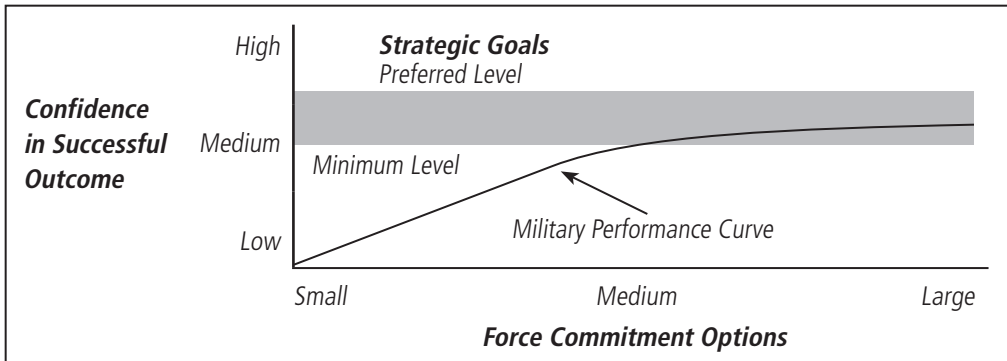 High
Strategic Goals
Preferred Level
Confidence
in Successful
Outcome
Medium
Minimum Level
Military Performance Curve
Low
Small
Medium
Large
Force Commitment Options